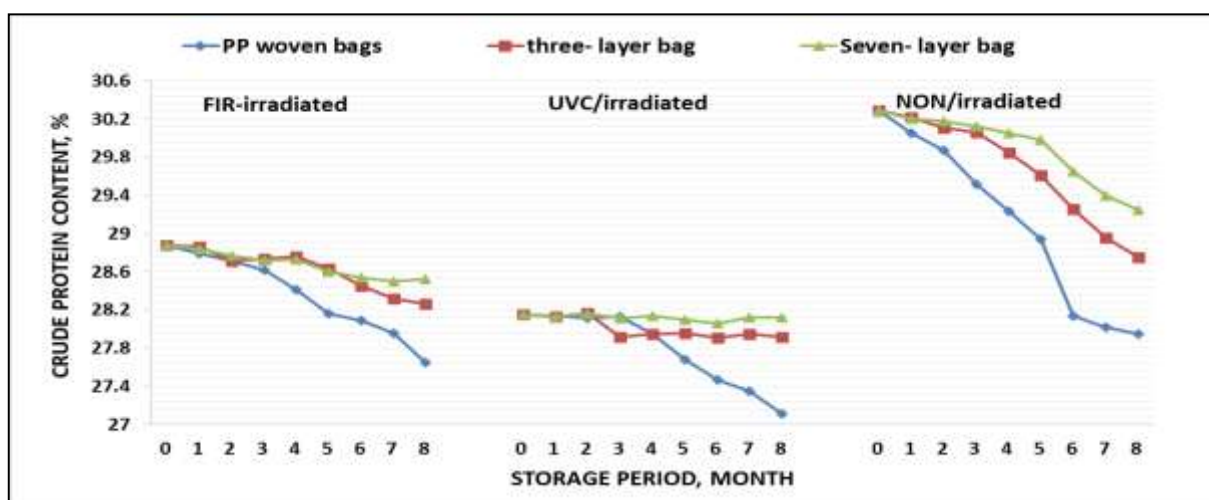 PP woven bags three- layer bag Seven- layer bag
FIR-irradiated UVC/irradiated NON/irradiated
CRUDE PROTEIN CONTENT, %
30.6
30.2
29.8
29.4
29
28.6
28.2
27.8
27.4
27
0 1 2 3 4 5 6 7 8 0 1 2 3 4 5 6 7 8 0 1 2 3 4 5 6 7 8
STORAGE PERIOD, MONTH